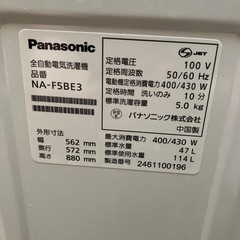 Panasonic
JET
全自動電気洗濯機
品番
NA-F5BE3
定格電圧 100 V
定格周波数 50/60 Hz
電動機定格消費電力 400/430 W
定格時間 洗いのみ 10 分
標準洗濯容量 5.0 kg
パナソニック株式会社
中国製
外形寸法
幅 562 mm
奥行 572 mm
高さ 880 mm
最大消費電力 400/430 W
標準水量 47 L
標準使用水量 114 L
製造番号 2461100196